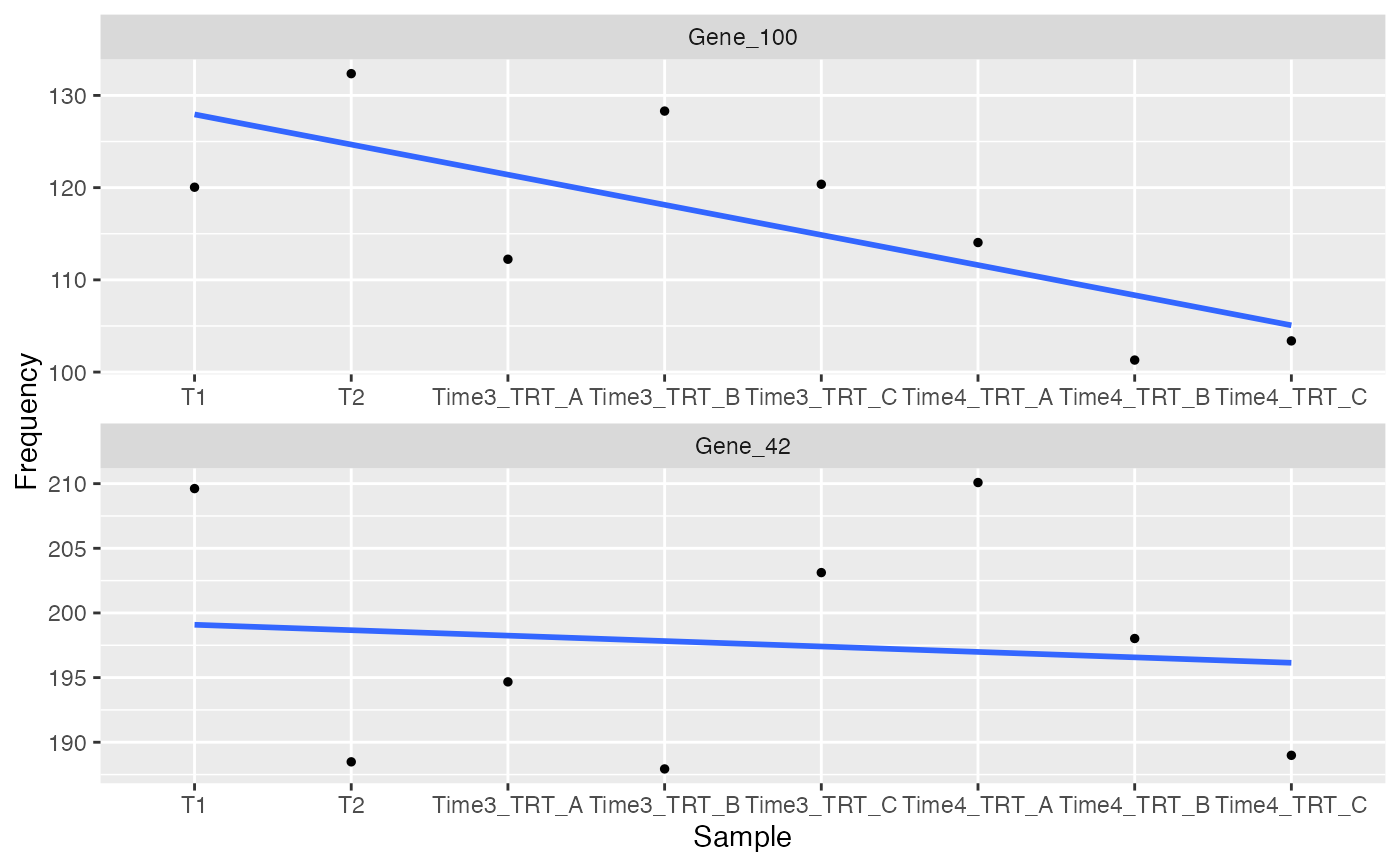 Gene_100
130
120
110
100
T1 T2 Time3_TRT_A Time3_TRT_B Time3_TRT_C Time4_TRT_A Time4_TRT_B Time4_TRT_C
Frequency
Gene_42
210
205
200
195
190
T1 T2 Time3_TRT_A Time3_TRT_B Time3_TRT_C Time4_TRT_A Time4_TRT_B Time4_TRT_C
Sample